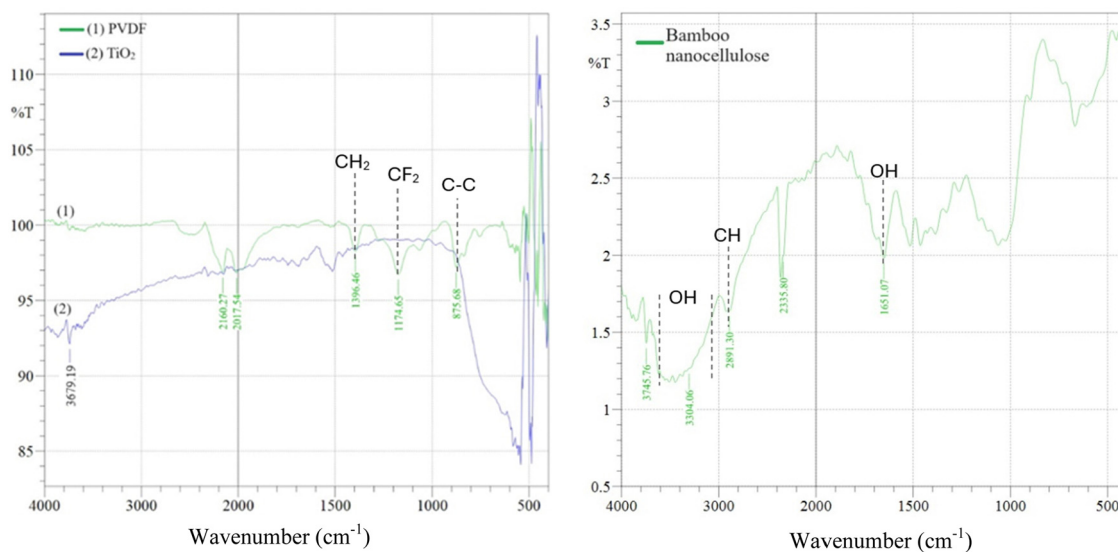 (1) PVDF
(2) TiO₂
110
%T
105
100
95
90
85
CH₂
CF₂
C-C
(1)
(2)
3679.19
2160.27
2017.54
1396.46
1174.65
875.68
4000 3000 2000 1500 1000 500
Wavenumber (cm⁻¹)
3.5
%T
3
2.5
2
1.5
1
0.5
Bamboo
nanocellulose
OH
CH
OH
3745.76
3304.06
2891.30
2335.80
1651.07
4000 3000 2000 1500 1000 500
Wavenumber (cm⁻¹)